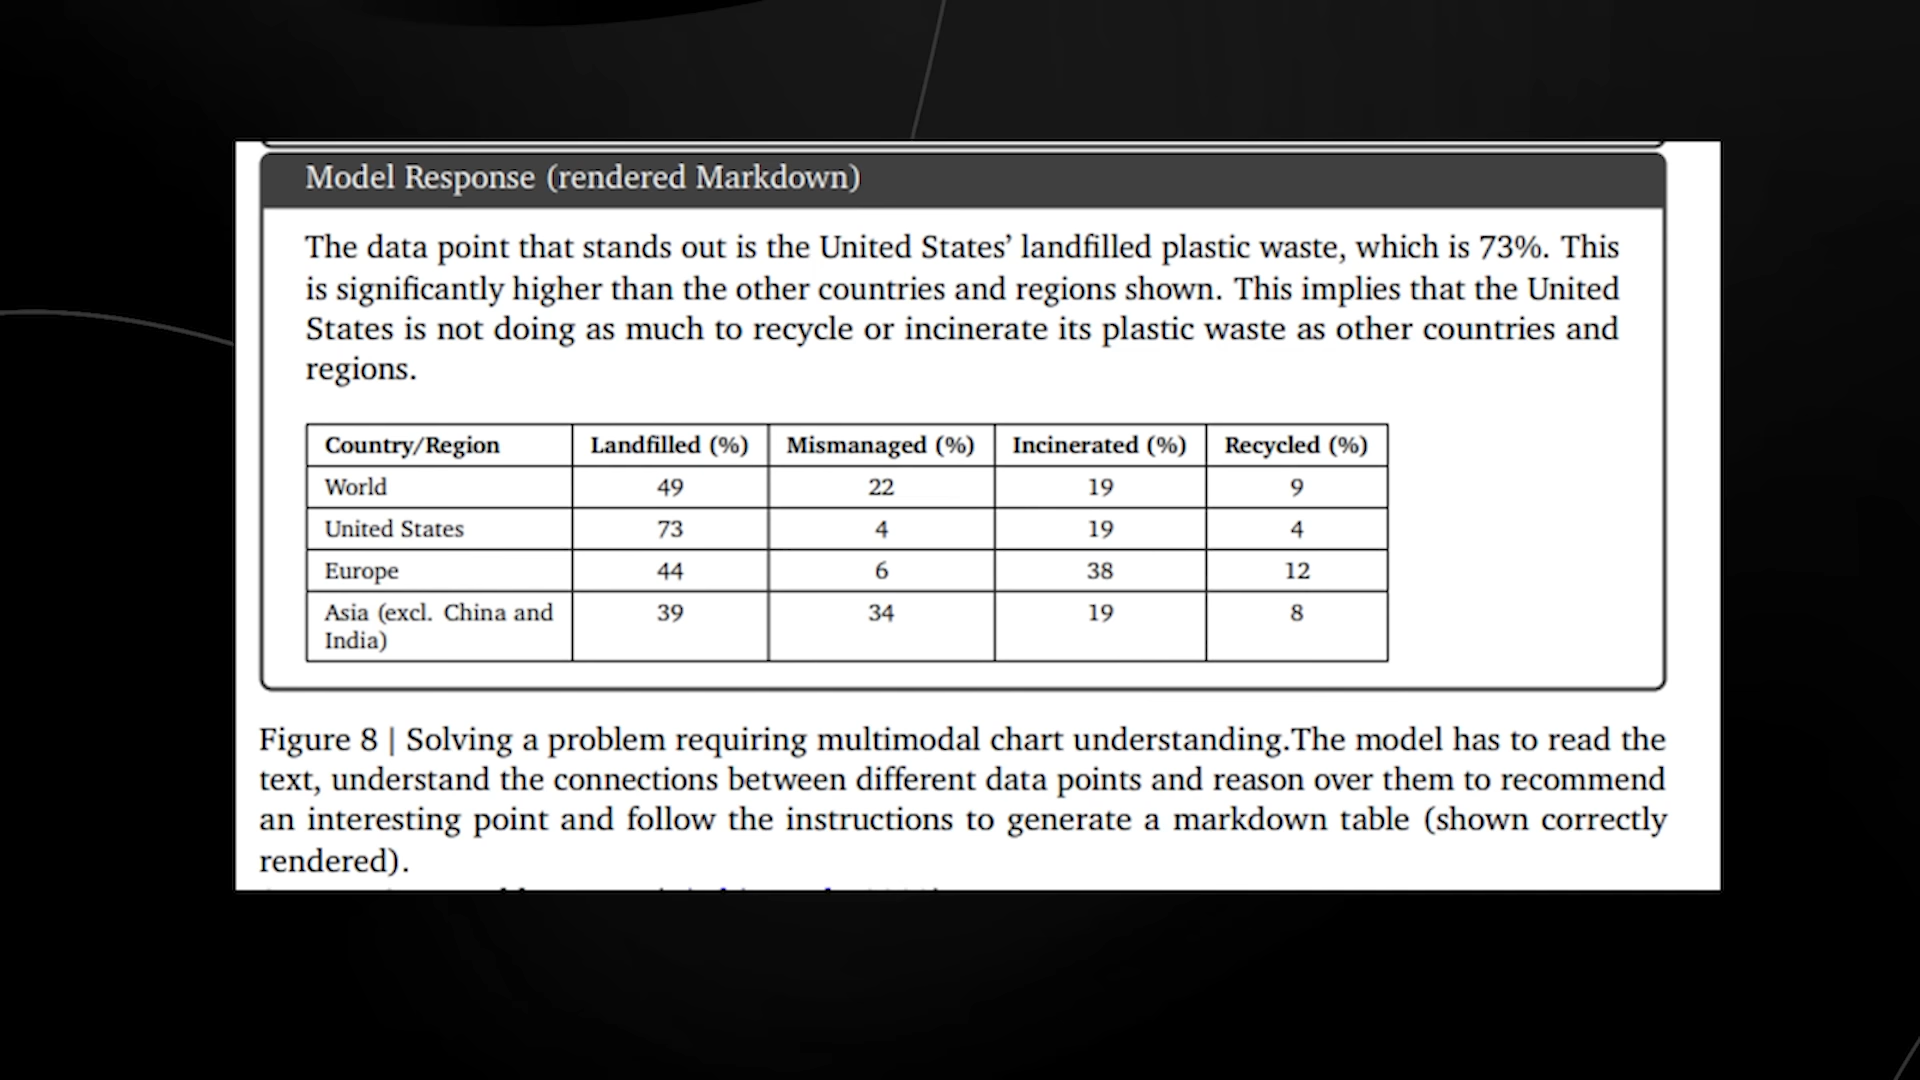 Model Response (rendered Markdown)
The data point that stands out is the United States’ landfilled plastic waste, which is 73%. This
is significantly higher than the other countries and regions shown. This implies that the United
States is not doing as much to recycle or incinerate its plastic waste as other countries and
regions.
Country/Region Landfilled (%) Mismanaged (%) Incinerated (%) Recycled (%)
World 49 22 19 9
United States 73 4 19 4
Europe 44 6 38 12
Asia (excl. China and 39 34 19 8
India)
Figure 8 | Solving a problem requiring multimodal chart understanding.The model has to read the
text, understand the connections between different data points and reason over them to recommend
an interesting point and follow the instructions to generate a markdown table (shown correctly
rendered).